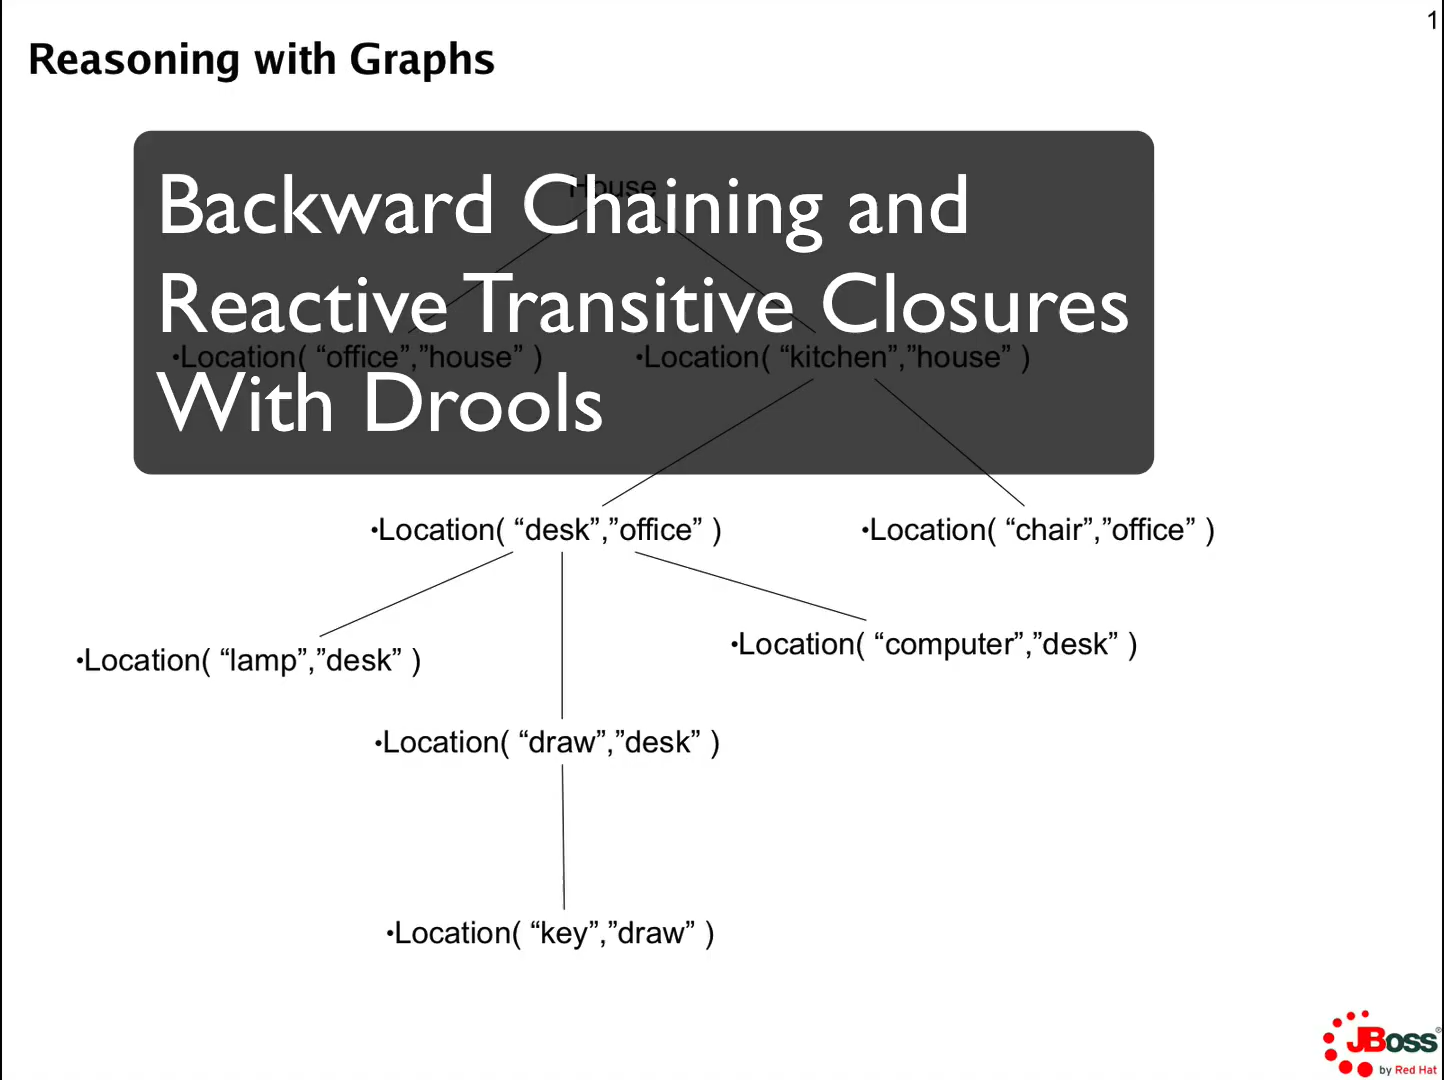 1
Reasoning with Graphs
House
Backward Chaining and
Reactive Transitive Closures
•Location( “office”,”house” )
•Location( “kitchen”,”house” )
With Drools
•Location( “desk”,”office” )
•Location( “chair”,”office” )
•Location( “lamp”,”desk” )
•Location( “computer”,”desk” )
•Location( “draw”,”desk” )
•Location( “key”,”draw” )
JBoss®
by Red Hat